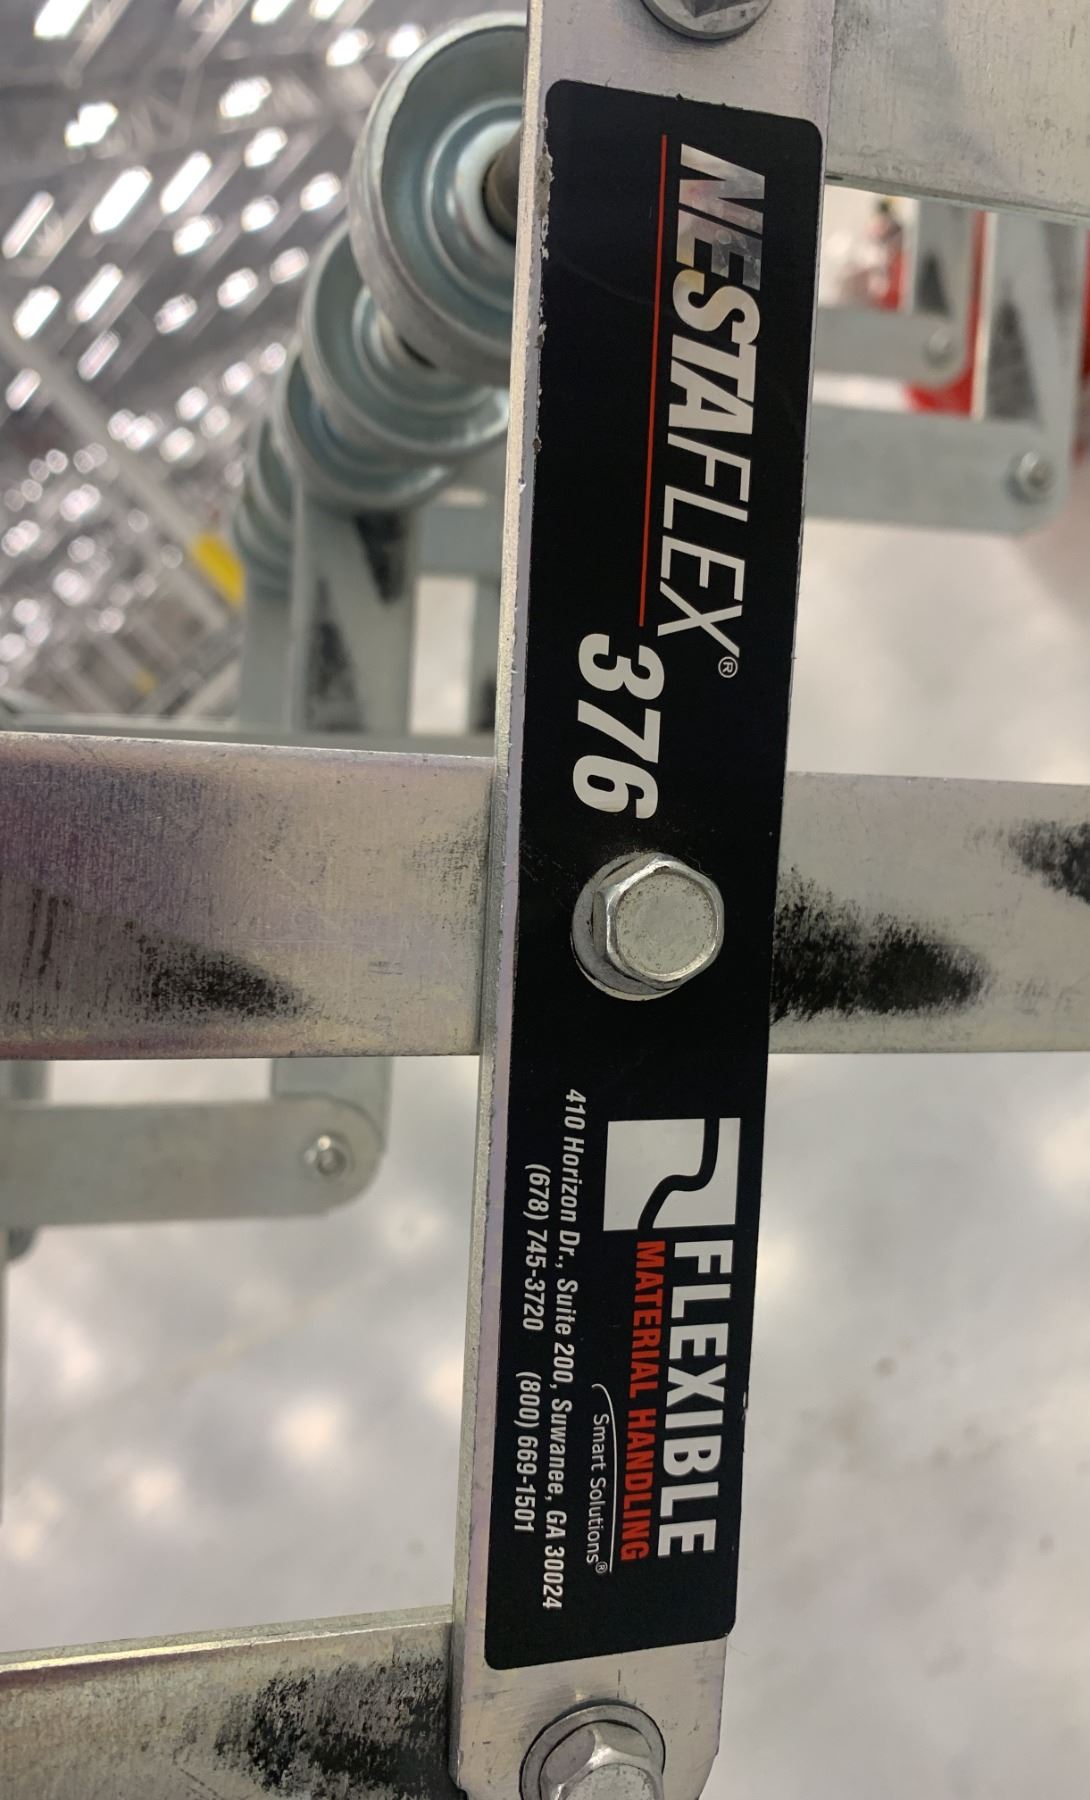 NESTAFLEX®
376
FLEXIBLE
MATERIAL HANDLING
Smart Solutions®
410 Horizon Dr., Suite 200, Suwanee, GA 30024
(678) 745-3720 (800) 669-1501